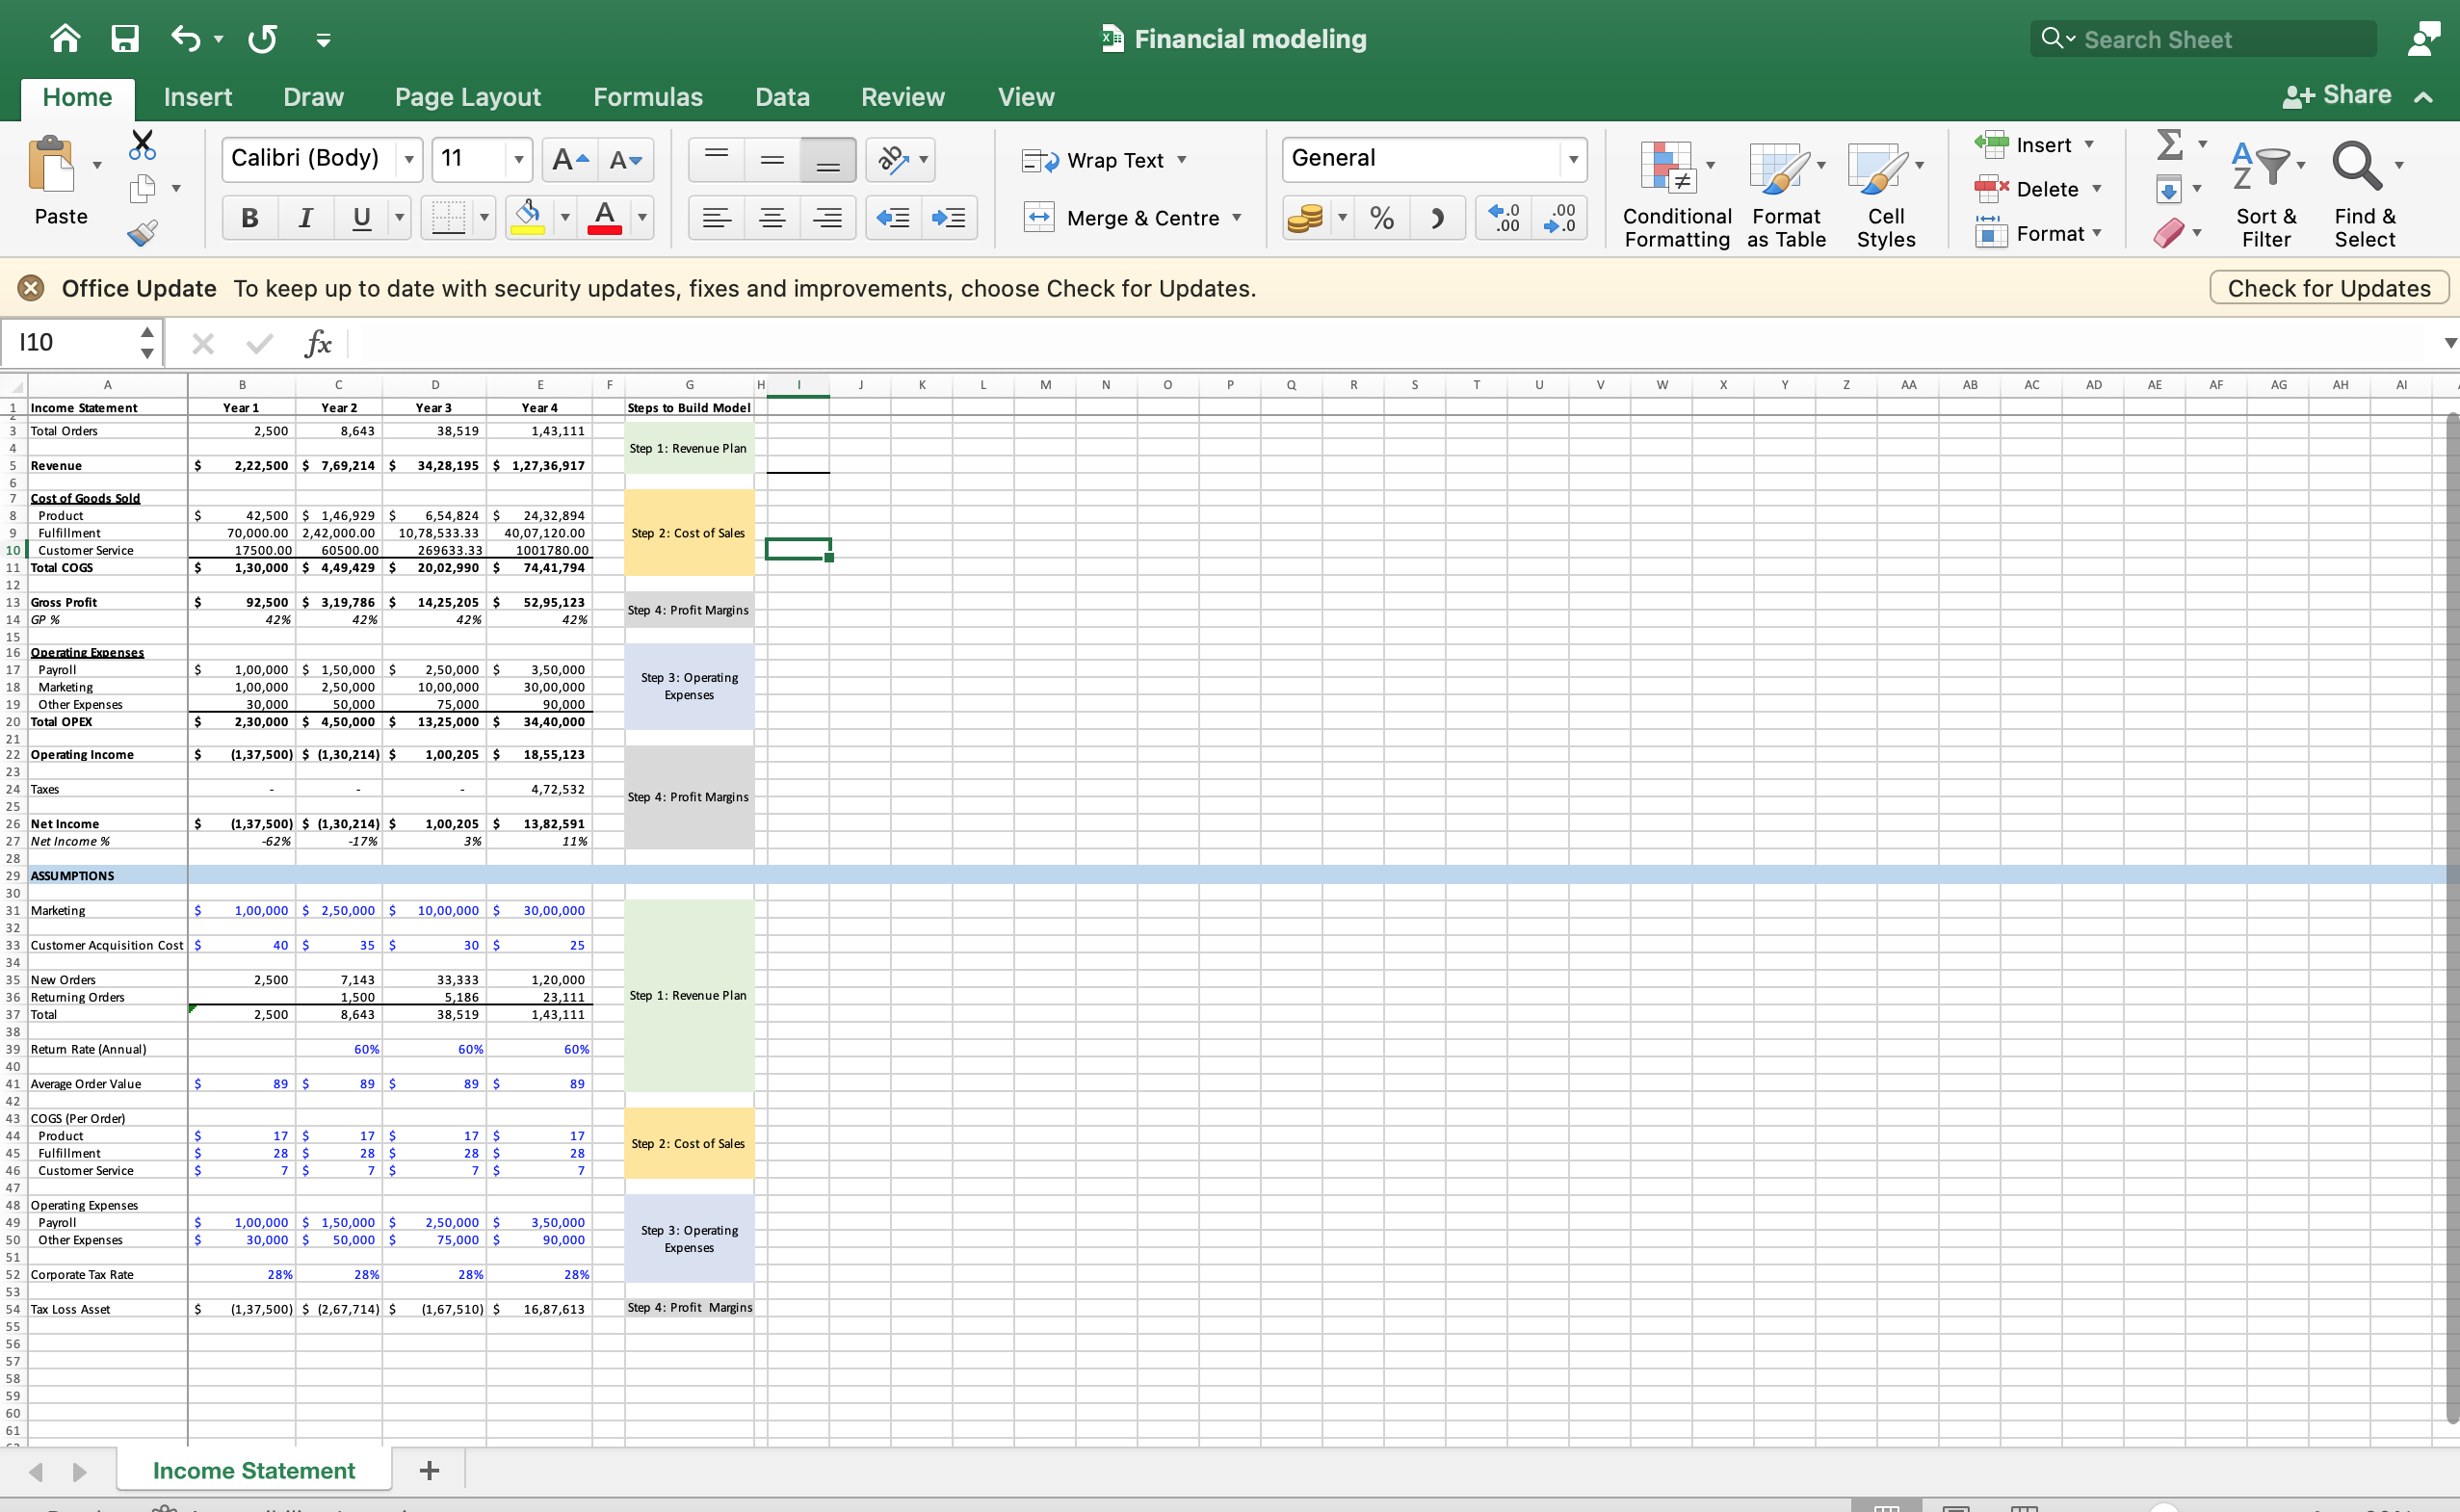 Financial modeling
Search Sheet
Home Insert Draw Page Layout Formulas Data Review View Share
Paste Calibri (Body) 11 Wrap Text Merge & Centre General Conditional Formatting Format as Table Cell Styles Insert Delete Format Sort & Filter Find & Select
Office Update To keep up to date with security updates, fixes and improvements, choose Check for Updates. Check for Updates
I10 fx
A B C D E F G H I J K L M N O P Q R S T U V W X Y Z AA AB AC AD AE AF AG AH AI
1 Income Statement Year 1 Year 2 Year 3 Year 4 Steps to Build Model
2
3 Total Orders 2,500 8,643 38,519 1,43,111
4 Step 1: Revenue Plan
5 Revenue $ 2,22,500 $ 7,69,214 $ 34,28,195 $ 1,27,36,917
6
7 Cost of Goods Sold
8 Product $ 42,500 $ 1,46,929 $ 6,54,824 $ 24,32,894
9 Fulfillment 70,000.00 2,42,000.00 10,78,533.33 40,07,120.00 Step 2: Cost of Sales
10 Customer Service 17500.00 60500.00 269633.33 1001780.00
11 Total COGS $ 1,30,000 $ 4,49,429 $ 20,02,990 $ 74,41,794
12
13 Gross Profit $ 92,500 $ 3,19,786 $ 14,25,205 $ 52,95,123 Step 4: Profit Margins
14 GP % 42% 42% 42% 42%
15
16 Operating Expenses
17 Payroll $ 1,00,000 $ 1,50,000 $ 2,50,000 $ 3,50,000 Step 3: Operating
18 Marketing 1,00,000 2,50,000 10,00,000 30,00,000 Expenses
19 Other Expenses 30,000 50,000 75,000 90,000
20 Total OPEX $ 2,30,000 $ 4,50,000 $ 13,25,000 $ 34,40,000
21
22 Operating Income $ (1,37,500) $ (1,30,214) $ 1,00,205 $ 18,55,123
23
24 Taxes - - - 4,72,532 Step 4: Profit Margins
25
26 Net Income $ (1,37,500) $ (1,30,214) $ 1,00,205 $ 13,82,591
27 Net Income % -62% -17% 3% 11%
28
29 ASSUMPTIONS
30
31 Marketing $ 1,00,000 $ 2,50,000 $ 10,00,000 $ 30,00,000
32
33 Customer Acquisition Cost $ 40 $ 35 $ 30 $ 25
34
35 New Orders 2,500 7,143 33,333 1,20,000
36 Returning Orders 1,500 5,186 23,111 Step 1: Revenue Plan
37 Total 2,500 8,643 38,519 1,43,111
38
39 Return Rate (Annual) 60% 60% 60%
40
41 Average Order Value $ 89 $ 89 $ 89 $ 89
42
43 COGS (Per Order)
44 Product $ 17 $ 17 $ 17 $ 17 Step 2: Cost of Sales
45 Fulfillment $ 28 $ 28 $ 28 $ 28
46 Customer Service $ 7 $ 7 $ 7 $ 7
47
48 Operating Expenses
49 Payroll $ 1,00,000 $ 1,50,000 $ 2,50,000 $ 3,50,000 Step 3: Operating
50 Other Expenses $ 30,000 $ 50,000 $ 75,000 $ 90,000 Expenses
51
52 Corporate Tax Rate 28% 28% 28% 28%
53
54 Tax Loss Asset $ (1,37,500) $ (2,67,714) $ (1,67,510) $ 16,87,613 Step 4: Profit Margins
55
56
57
58
59
60
61
Income Statement +